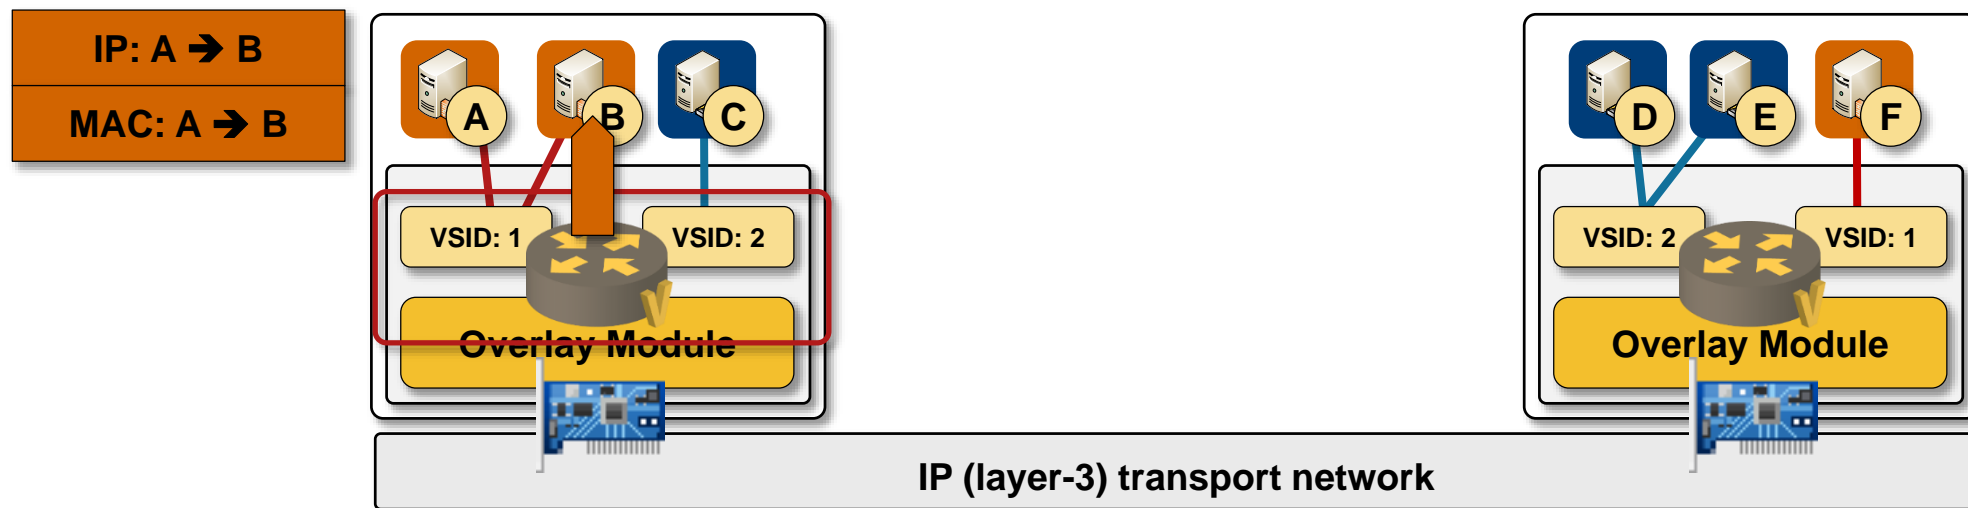 IP: A → B
MAC: A → B
A
B
C
D
E
F
VSID: 1
VSID: 2
VSID: 2
VSID: 1
V
V
Overlay Module
Overlay Module
IP (layer-3) transport network